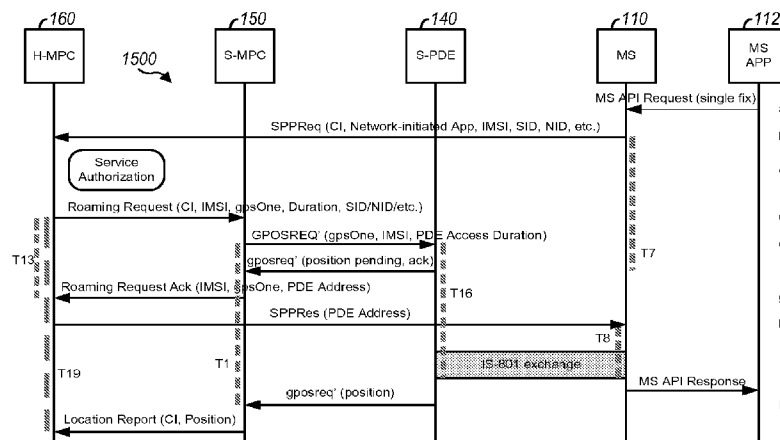 160
150
140
110
112
H-MPC
S-MPC
S-PDE
MS
MS
APP
1500
MS API Request (single fix)
SPPReq (CI, Network-initiated App, IMSI, SID, NID, etc.)
Service
Authorization
Roaming Request (CI, IMSI, gpsOne, Duration, SID/NID/etc.)
GPOSREQ' (gpsOne, IMSI, PDE Access Duration)
T13
T7
gposreq' (position pending, ack)
Roaming Request Ack (IMSI, gpsOne, PDE Address)
T16
SPPRes (PDE Address)
T8
T19
T1
IS-801 exchange
MS API Response
gposreq' (position)
Location Report (CI, Position)